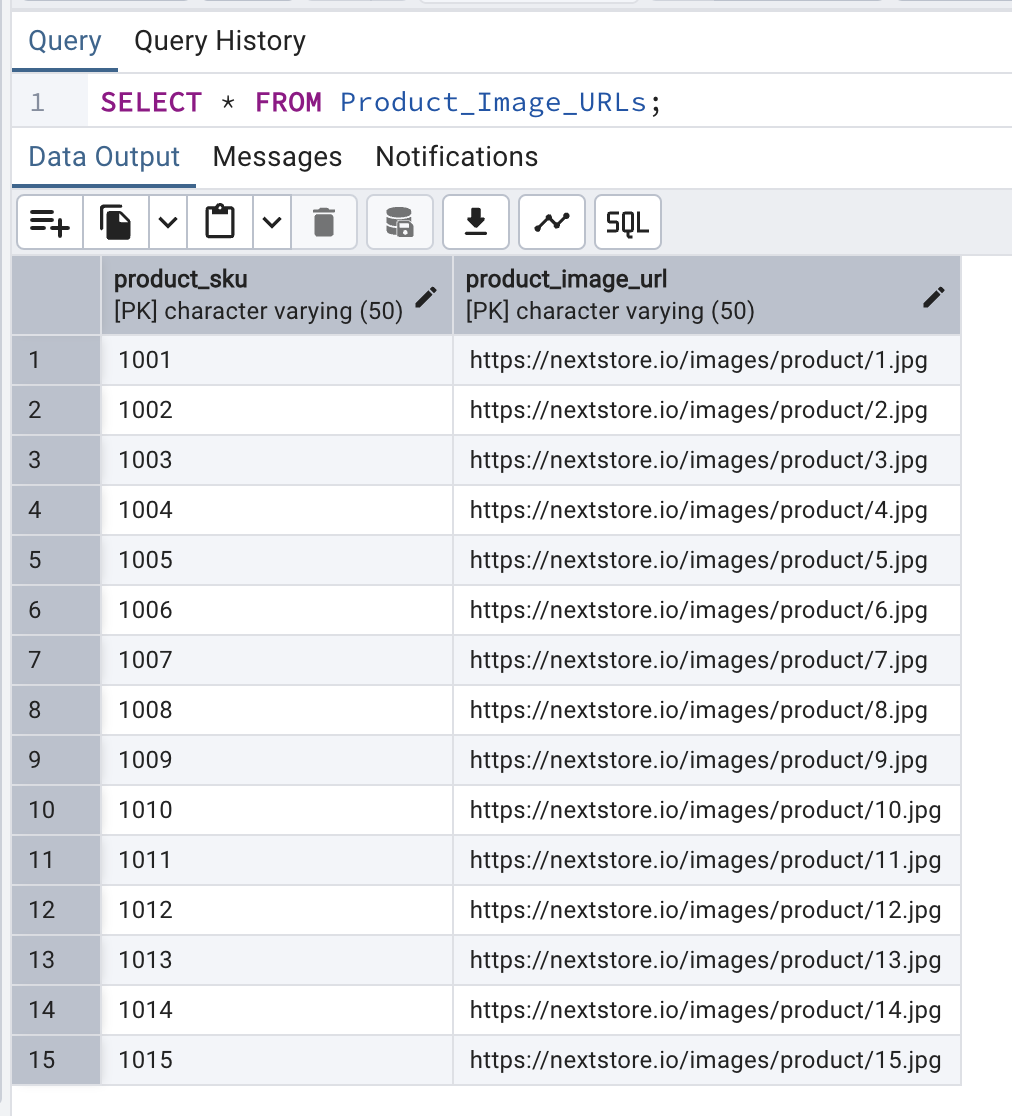 Query Query History
1 SELECT * FROM Product_Image_URLs;
Data Output Messages Notifications
SQL
product_sku product_image_url
[PK] character varying (50) [PK] character varying (50)
1 1001 https://nextstore.io/images/product/1.jpg
2 1002 https://nextstore.io/images/product/2.jpg
3 1003 https://nextstore.io/images/product/3.jpg
4 1004 https://nextstore.io/images/product/4.jpg
5 1005 https://nextstore.io/images/product/5.jpg
6 1006 https://nextstore.io/images/product/6.jpg
7 1007 https://nextstore.io/images/product/7.jpg
8 1008 https://nextstore.io/images/product/8.jpg
9 1009 https://nextstore.io/images/product/9.jpg
10 1010 https://nextstore.io/images/product/10.jpg
11 1011 https://nextstore.io/images/product/11.jpg
12 1012 https://nextstore.io/images/product/12.jpg
13 1013 https://nextstore.io/images/product/13.jpg
14 1014 https://nextstore.io/images/product/14.jpg
15 1015 https://nextstore.io/images/product/15.jpg